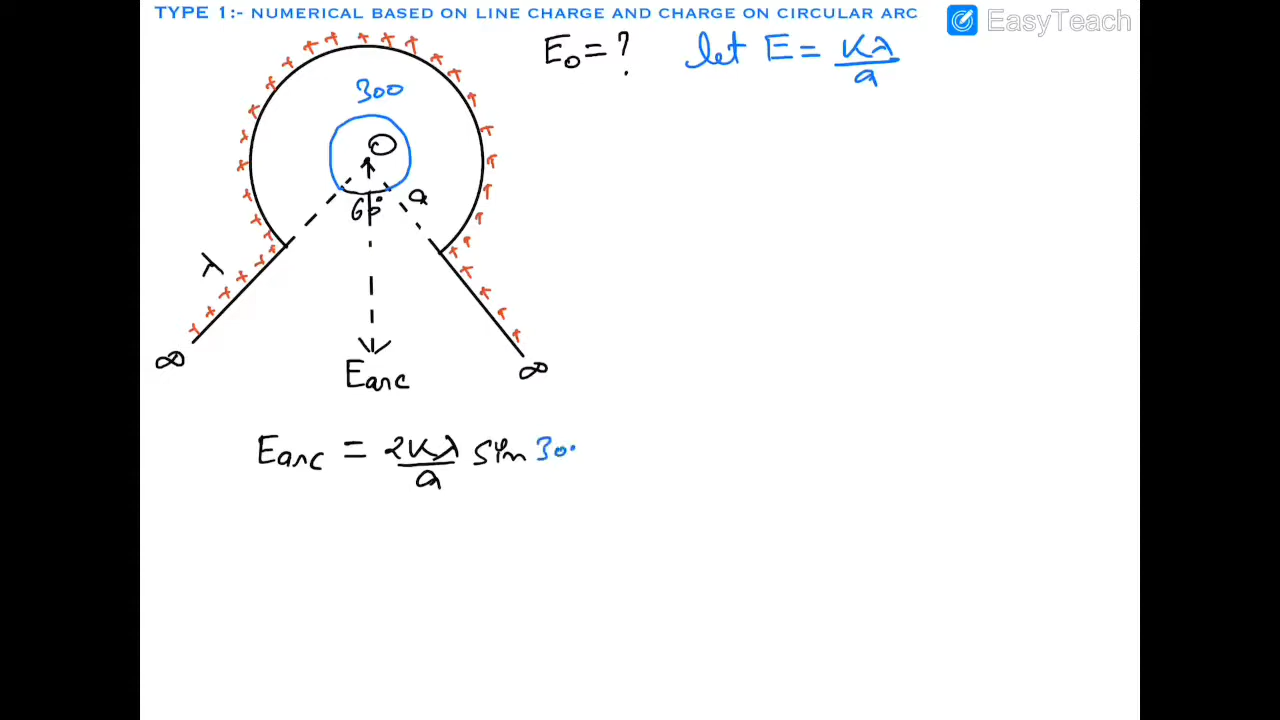 TYPE 1:- NUMERICAL BASED ON LINE CHARGE AND CHARGE ON CIRCULAR ARC
EasyTeach
E₀ = ? let E = Kλ/a
300
O
60° a
λ
∞ ∞
Earc
Earc = 2Kλ/a sin 30